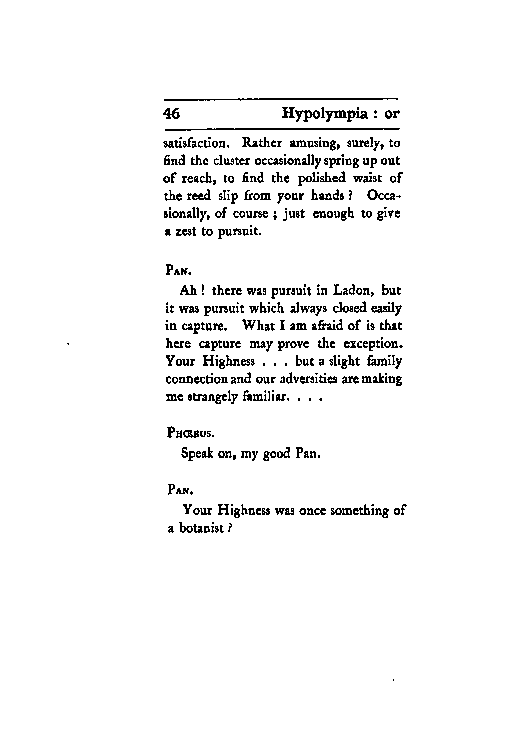 46 Hypolympia : or
satisfaction. Rather amusing, surely, to
find the cluster occasionally spring up out
of reach, to find the polished waist of
the reed slip from your hands ? Occa-
sionally, of course ; just enough to give
a zest to pursuit.
Pan.
Ah ! there was pursuit in Ladon, but
it was pursuit which always closed easily
in capture. What I am afraid of is that
here capture may prove the exception.
Your Highness . . . but a slight family
connection and our adversities are making
me strangely familiar. . . .
Phœbus.
Speak on, my good Pan.
Pan.
Your Highness was once something of
a botanist ?